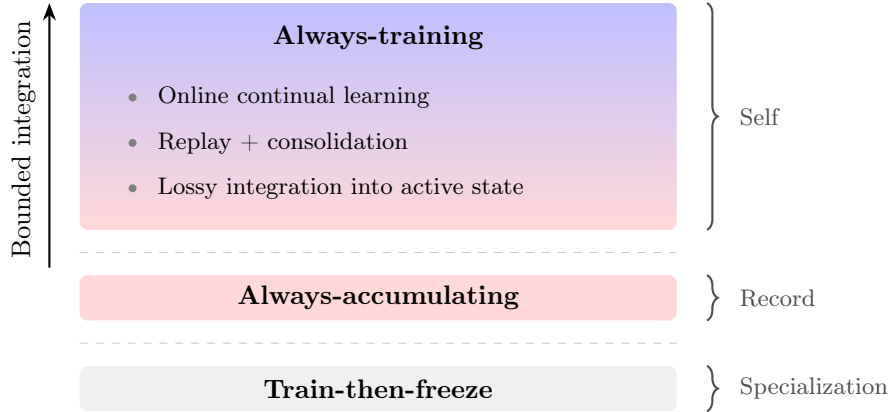 Bounded integration
Always-training
• Online continual learning
• Replay + consolidation
• Lossy integration into active state
Self
Always-accumulating
Record
Train-then-freeze
Specialization